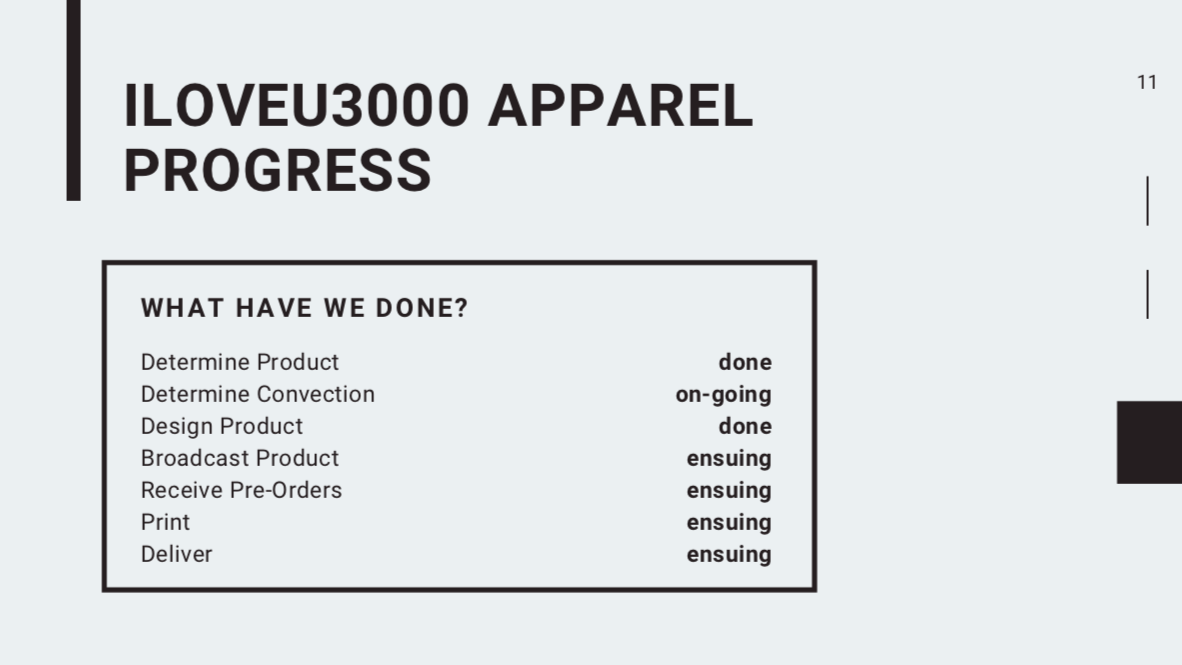 11
ILOVEU3000 APPAREL
PROGRESS
WHAT HAVE WE DONE?
Determine Product done
Determine Convection on-going
Design Product done
Broadcast Product ensuing
Receive Pre-Orders ensuing
Print ensuing
Deliver ensuing